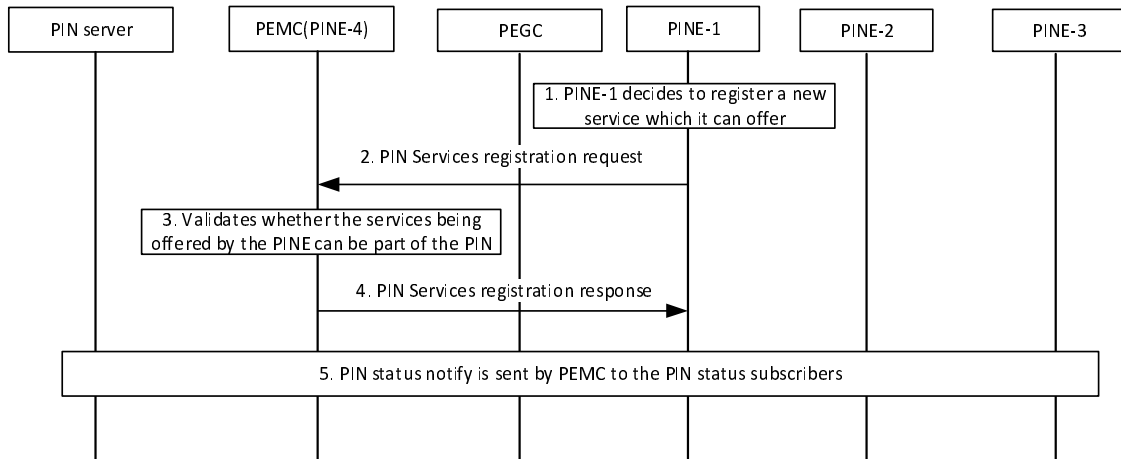 PIN server
PEMC(PINE-4)
PEGC
PINE-1
PINE-2
PINE-3
1. PINE-1 decides to register a new
service which it can offer
2. PIN Services registration request
3. Validates whether the services being
offered by the PINE can be part of the PIN
4. PIN Services registration response
5. PIN status notify is sent by PEMC to the PIN status subscribers